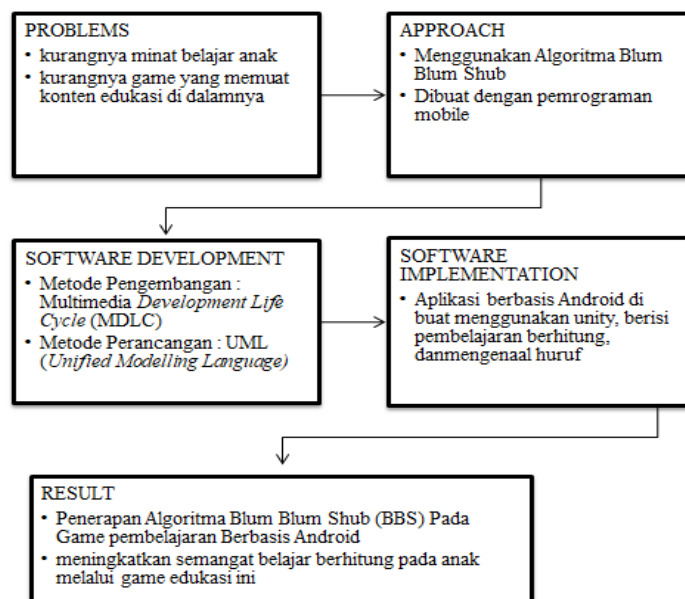 PROBLEMS
• kurangnya minat belajar anak
• kurangnya game yang memuat
konten edukasi di dalamnya
APPROACH
• Menggunakan Algoritma Blum
Blum Shub
• Dibuat dengan pemrograman
mobile
SOFTWARE DEVELOPMENT
• Metode Pengembangan :
Multimedia Development Life
Cycle (MDLC)
• Metode Perancangan : UML
(Unified Modelling Language)
SOFTWARE
IMPLEMENTATION
• Aplikasi berbasis Android di
buat menggunakan unity, berisi
pembelajaran berhitung,
danmengenaal huruf
RESULT
• Penerapan Algoritma Blum Blum Shub (BBS) Pada
Game pembelajaran Berbasis Android
• meningkatkan semangat belajar berhitung pada anak
melalui game edukasi ini